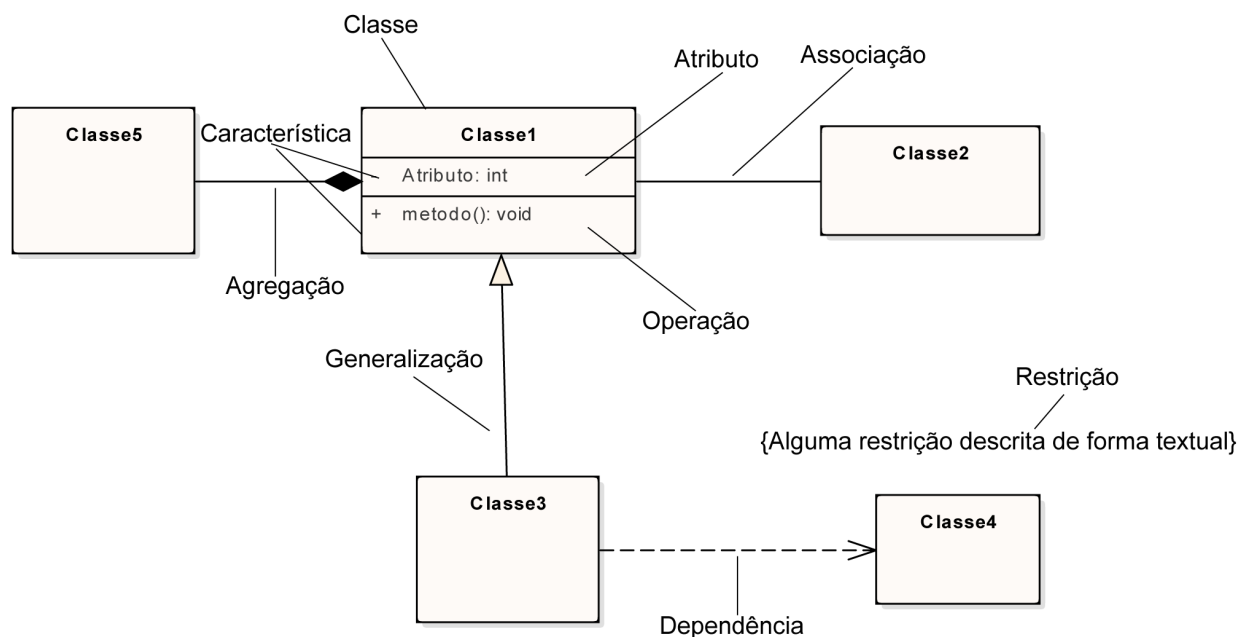 Classe
Atributo
Associação
Classe5
Característica
Classe1
Classe2
Atributo: int
+ metodo(): void
Agregação
Operação
Generalização
Restrição
{Alguma restrição descrita de forma textual}
Classe3
Classe4
Dependência